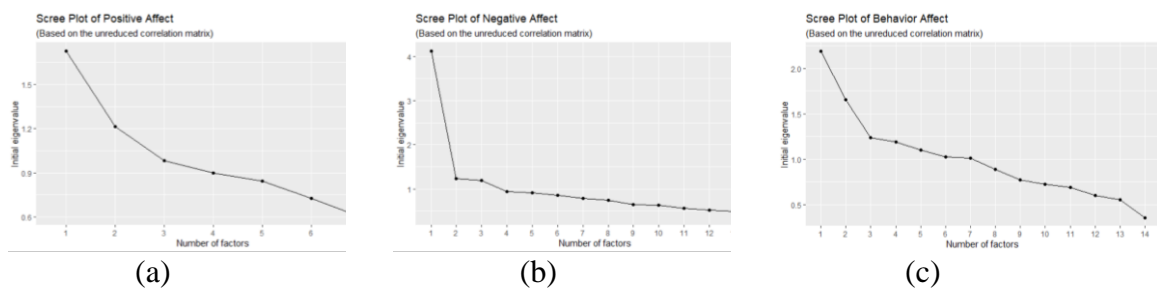 Scree Plot of Positive Affect
(Based on the unreduced correlation matrix)
Initial eigenvalue
1.5
1.2
0.9
0.6
1 2 3 4 5 6
Number of factors
(a)
Scree Plot of Negative Affect
(Based on the unreduced correlation matrix)
Initial eigenvalue
4
3
2
1
1 2 3 4 5 6 7 8 9 10 11 12
Number of factors
(b)
Scree Plot of Behavior Affect
(Based on the unreduced correlation matrix)
Initial eigenvalue
2.0
1.5
1.0
0.5
1 2 3 4 5 6 7 8 9 10 11 12 13 14
Number of factors
(c)